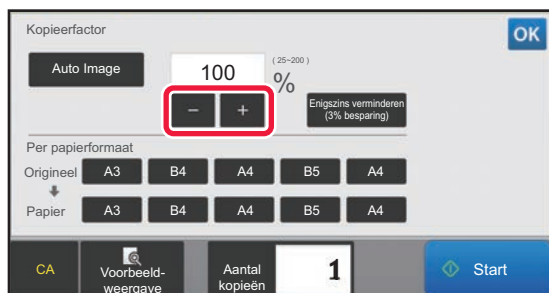 Kopieerfactor
OK
Auto Image
100
(25~200)
%
- +
Enigszins verminderen
(3% besparing)
Per papierformaat
Origineel A3 B4 A4 B5 A4
Papier A3 B4 A4 B5 A4
CA
Voorbeeld-
weergave
Aantal
kopieën
1
Start